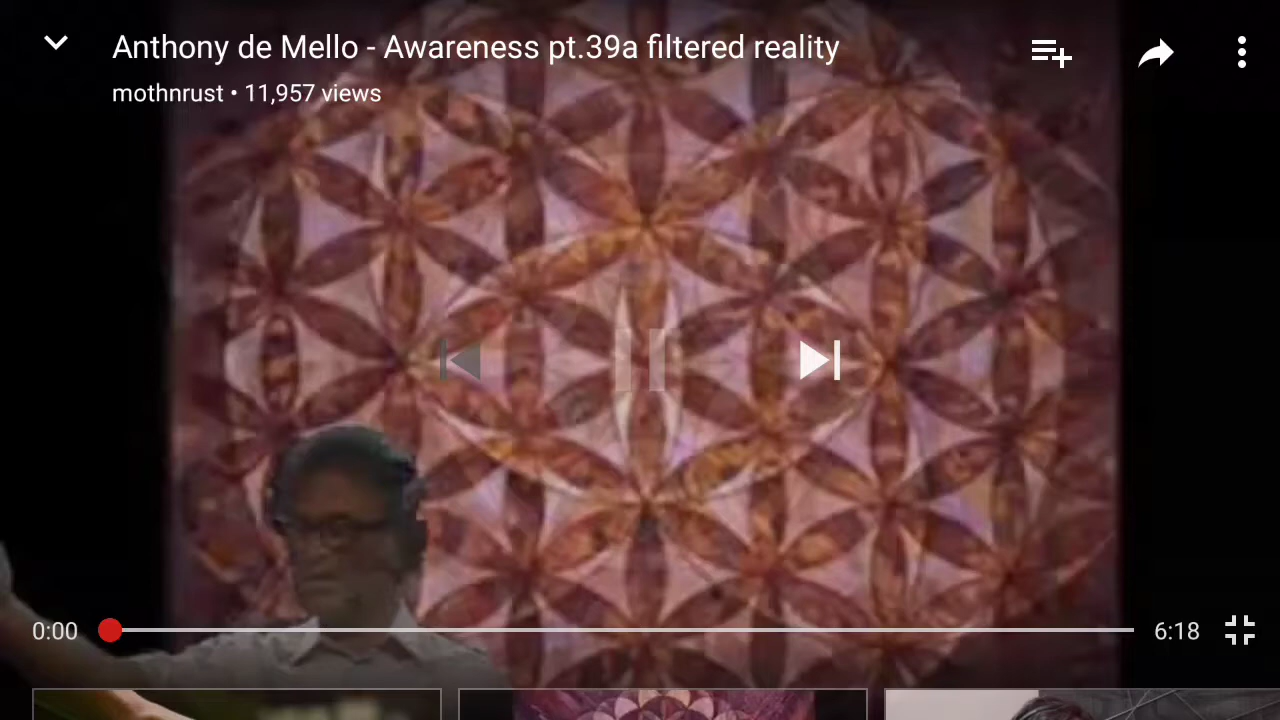 Anthony de Mello - Awareness pt.39a filtered reality
mothnrust • 11,957 views
0:00
6:18